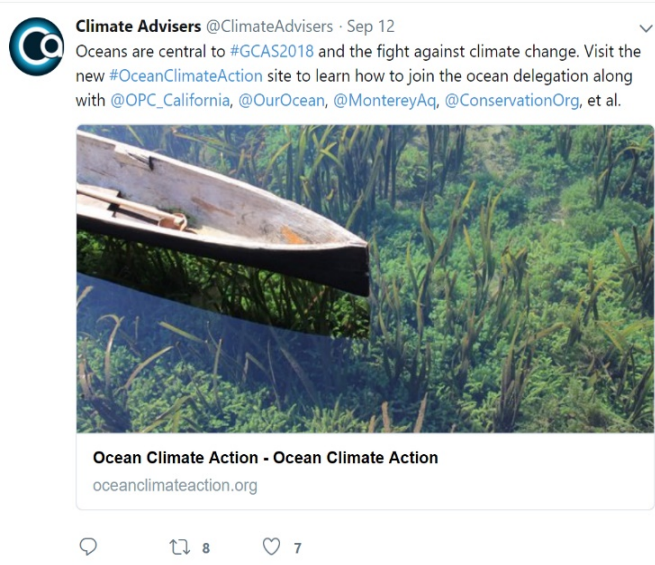 Climate Advisers @ClimateAdvisers · Sep 12
Oceans are central to #GCAS2018 and the fight against climate change. Visit the
new #OceanClimateAction site to learn how to join the ocean delegation along
with @OPC_California, @OurOcean, @MontereyAq, @ConservationOrg, et al.
Ocean Climate Action - Ocean Climate Action
oceanclimateaction.org
8 7